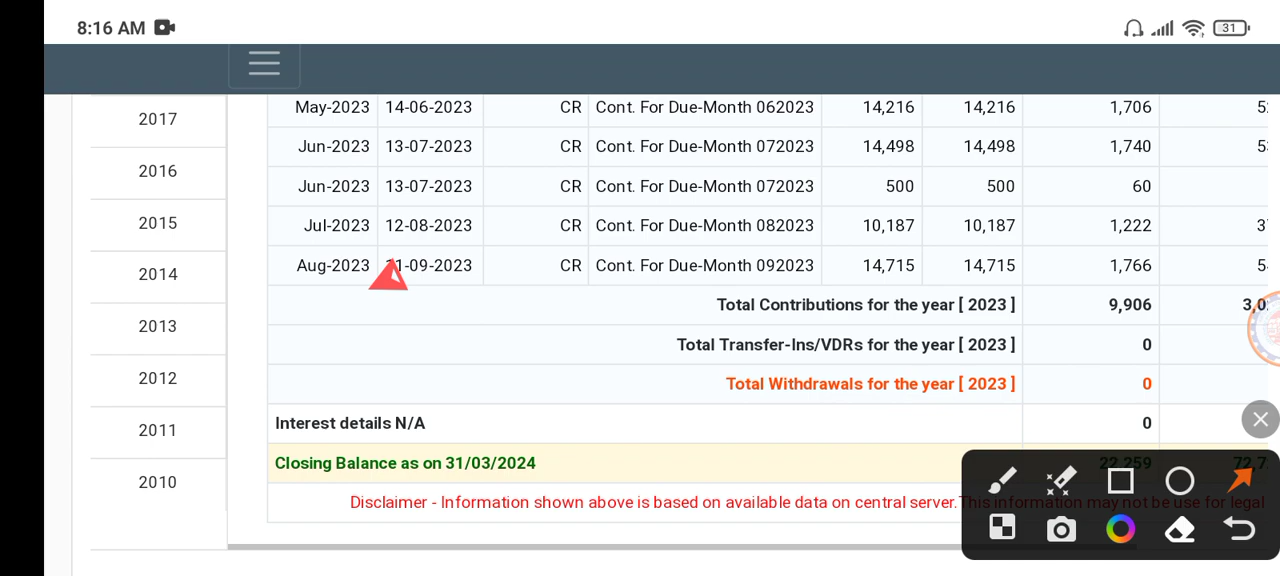 8:16 AM 31
2017
2016
2015
2014
2013
2012
2011
2010
May-2023 14-06-2023 CR Cont. For Due-Month 062023 14,216 14,216 1,706
Jun-2023 13-07-2023 CR Cont. For Due-Month 072023 14,498 14,498 1,740
Jun-2023 13-07-2023 CR Cont. For Due-Month 072023 500 500 60
Jul-2023 12-08-2023 CR Cont. For Due-Month 082023 10,187 10,187 1,222
Aug-2023 11-09-2023 CR Cont. For Due-Month 092023 14,715 14,715 1,766
Total Contributions for the year [ 2023 ] 9,906
Total Transfer-Ins/VDRs for the year [ 2023 ] 0
Total Withdrawals for the year [ 2023 ] 0
Interest details N/A 0
Closing Balance as on 31/03/2024 22,259
Disclaimer - Information shown above is based on available data on central server.This information may not be use for legal